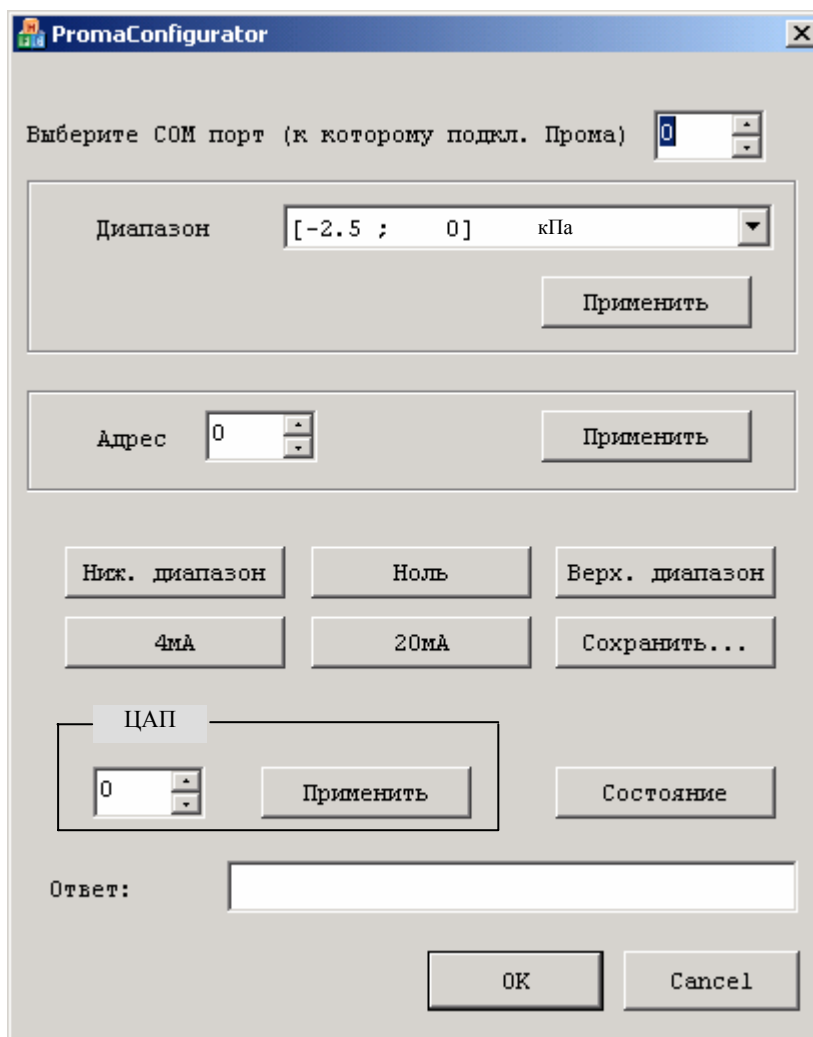 PromaConfigurator
Выберите COM порт (к которому подкл. Прома) 0
Диапазон [-2.5 ; 0] кПа
Применить
Адрес 0 Применить
Ниж. диапазон Ноль Верх. диапазон
4мА 20мА Сохранить...
ЦАП
0 Применить Состояние
Ответ:
OK Cancel